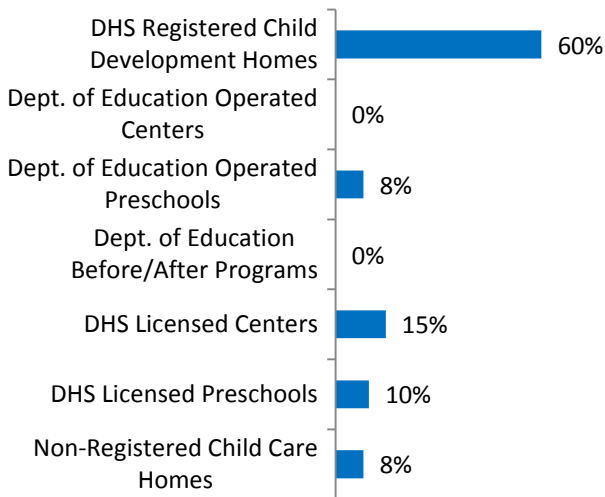 DHS Registered Child
Development Homes
60%
Dept. of Education Operated
Centers
0%
Dept. of Education Operated
Preschools
8%
Dept. of Education
Before/After Programs
0%
DHS Licensed Centers
15%
DHS Licensed Preschools
10%
Non-Registered Child Care
Homes
8%